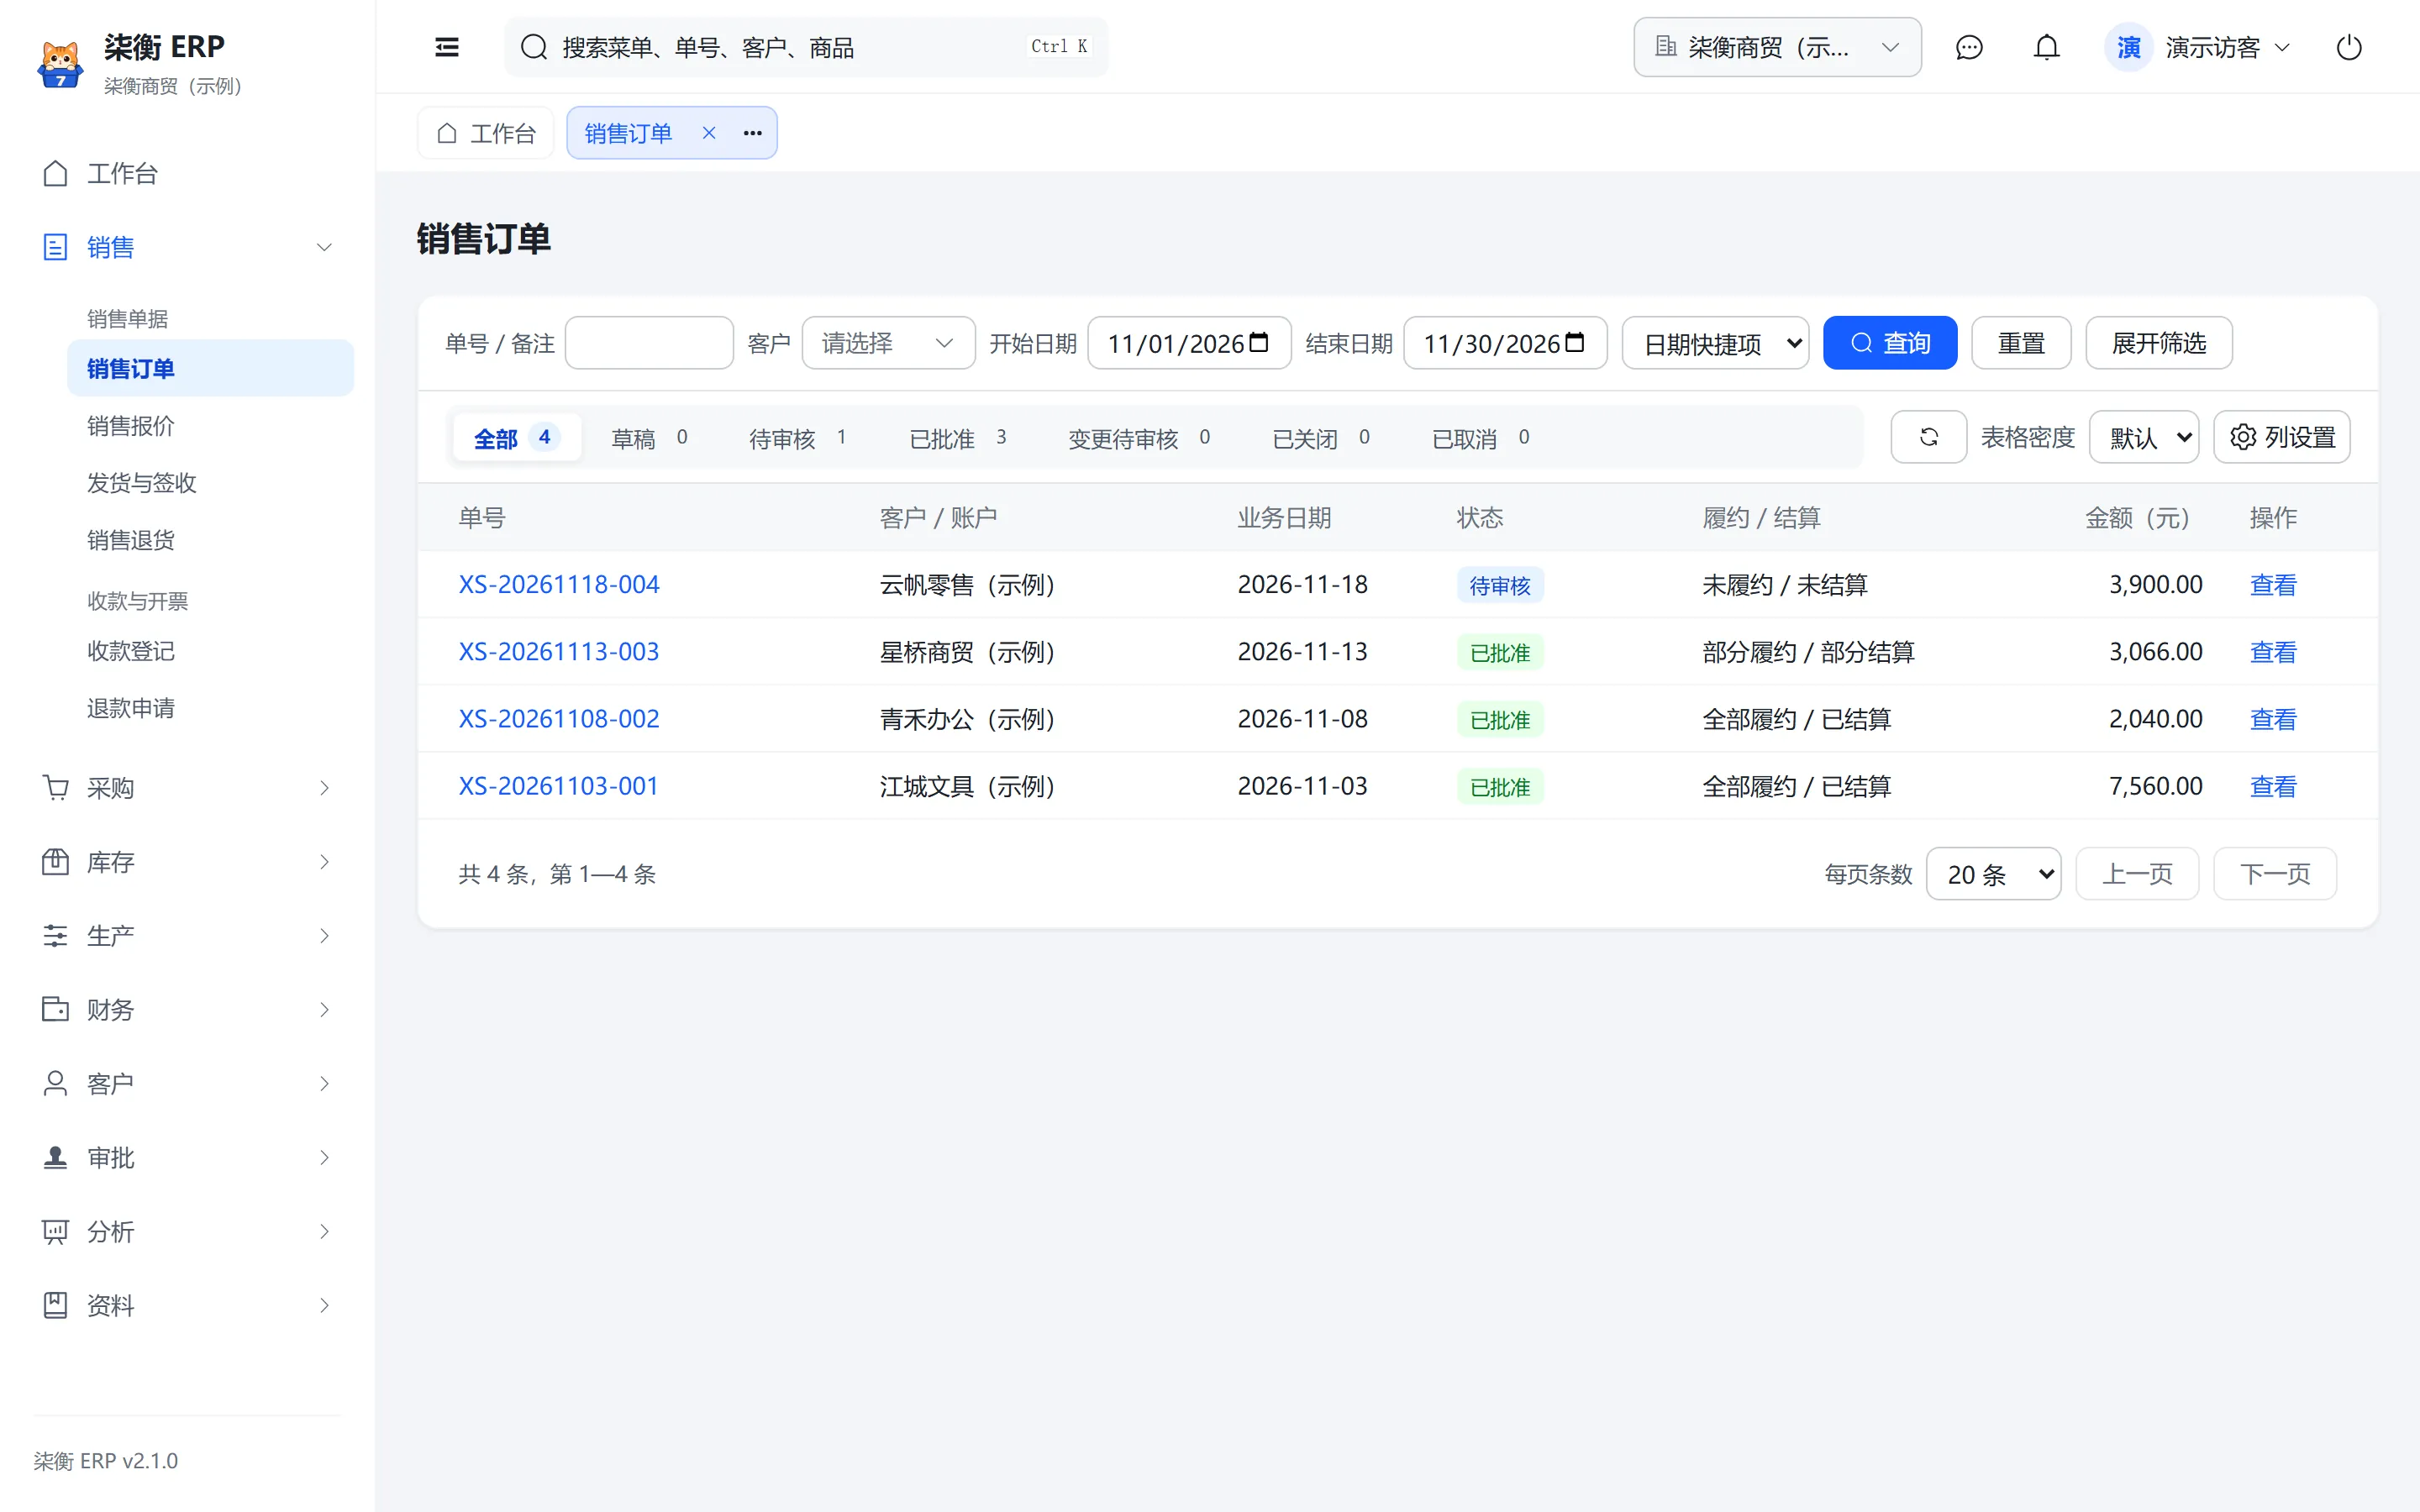 柒衡 ERP
柒衡商贸（示例）
搜索菜单、单号、客户、商品 Ctrl K
柒衡商贸（示... 演 演示访客
工作台 销售订单
工作台
销售
销售单据
销售订单
销售报价
发货与签收
销售退货
收款与开票
收款登记
退款申请
采购
库存
生产
财务
客户
审批
分析
资料
柒衡 ERP v2.1.0
销售订单
单号 / 备注 客户 请选择 开始日期 11/01/2026 结束日期 11/30/2026 日期快捷项 查询 重置 展开筛选
全部 4 草稿 0 待审核 1 已批准 3 变更待审核 0 已关闭 0 已取消 0 表格密度 默认 列设置
单号 客户 / 账户 业务日期 状态 履约 / 结算 金额（元） 操作
XS-20261118-004 云帆零售（示例） 2026-11-18 待审核 未履约 / 未结算 3,900.00 查看
XS-20261113-003 星桥商贸（示例） 2026-11-13 已批准 部分履约 / 部分结算 3,066.00 查看
XS-20261108-002 青禾办公（示例） 2026-11-08 已批准 全部履约 / 已结算 2,040.00 查看
XS-20261103-001 江城文具（示例） 2026-11-03 已批准 全部履约 / 已结算 7,560.00 查看
共 4 条，第 1—4 条 每页条数 20 条 上一页 下一页